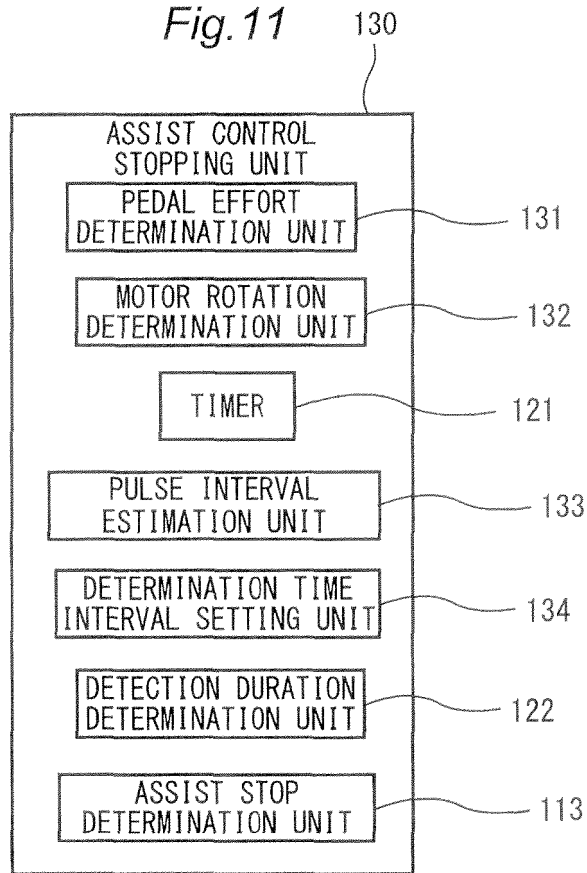 Fig.11
130
ASSIST CONTROL
STOPPING UNIT
PEDAL EFFORT
DETERMINATION UNIT
131
MOTOR ROTATION
DETERMINATION UNIT
132
TIMER
121
PULSE INTERVAL
ESTIMATION UNIT
133
DETERMINATION TIME
INTERVAL SETTING UNIT
134
DETECTION DURATION
DETERMINATION UNIT
122
ASSIST STOP
DETERMINATION UNIT
113